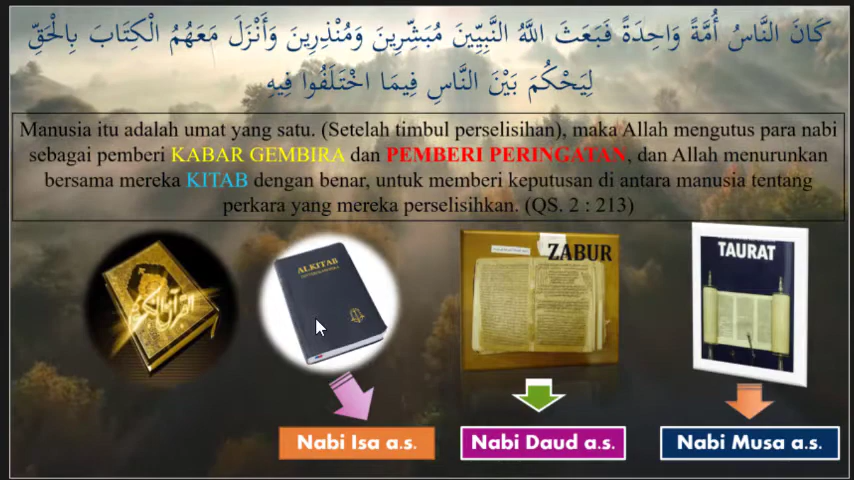 كَانَ النَّاسُ أُمَّةً وَاحِدَةً فَبَعَثَ اللَّهُ النَّبِيِّينَ مُبَشِّرِينَ وَمُنْذِرِينَ وَأَنْزَلَ مَعَهُمُ الْكِتَابَ بِالْحَقِّ
لِيَحْكُمَ بَيْنَ النَّاسِ فِيمَا اخْتَلَفُوا فِيهِ
Manusia itu adalah umat yang satu. (Setelah timbul perselisihan), maka Allah mengutus para nabi
sebagai pemberi KABAR GEMBIRA dan PEMBERI PERINGATAN, dan Allah menurunkan
bersama mereka KITAB dengan benar, untuk memberi keputusan di antara manusia tentang
perkara yang mereka perselisihkan. (QS. 2 : 213)
القرآن الكريم
ALKITAB
ZABUR
TAURAT
Nabi Isa a.s.
Nabi Daud a.s.
Nabi Musa a.s.